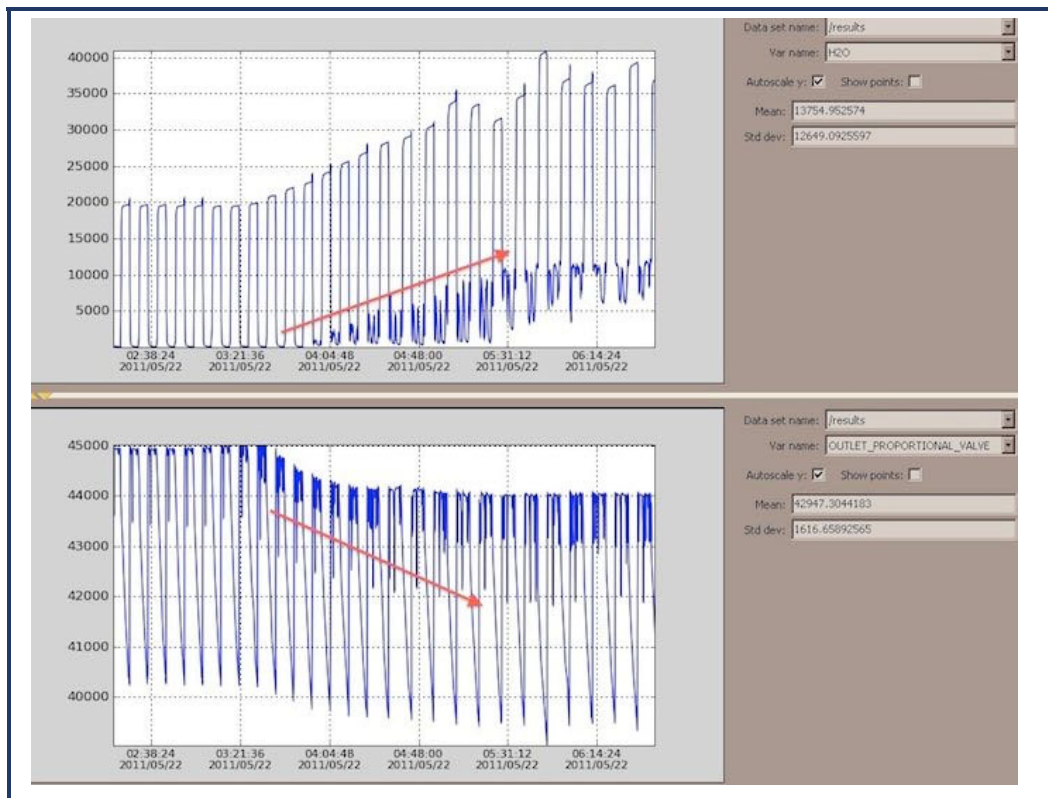 Data set name: /results
Var name: H2O
Autoscale y: Show points:
Mean: 13754.952574
Std dev: 12649.0925597
40000
35000
30000
25000
20000
15000
10000
5000
02:38:24 03:21:36 04:04:48 04:48:00 05:31:12 06:14:24
2011/05/22 2011/05/22 2011/05/22 2011/05/22 2011/05/22 2011/05/22
Data set name: /results
Var name: OUTLET_PROPORTIONAL_VALVE
Autoscale y: Show points:
Mean: 42947.3044183
Std dev: 1616.65892565
45000
44000
43000
42000
41000
40000
02:38:24 03:21:36 04:04:48 04:48:00 05:31:12 06:14:24
2011/05/22 2011/05/22 2011/05/22 2011/05/22 2011/05/22 2011/05/22